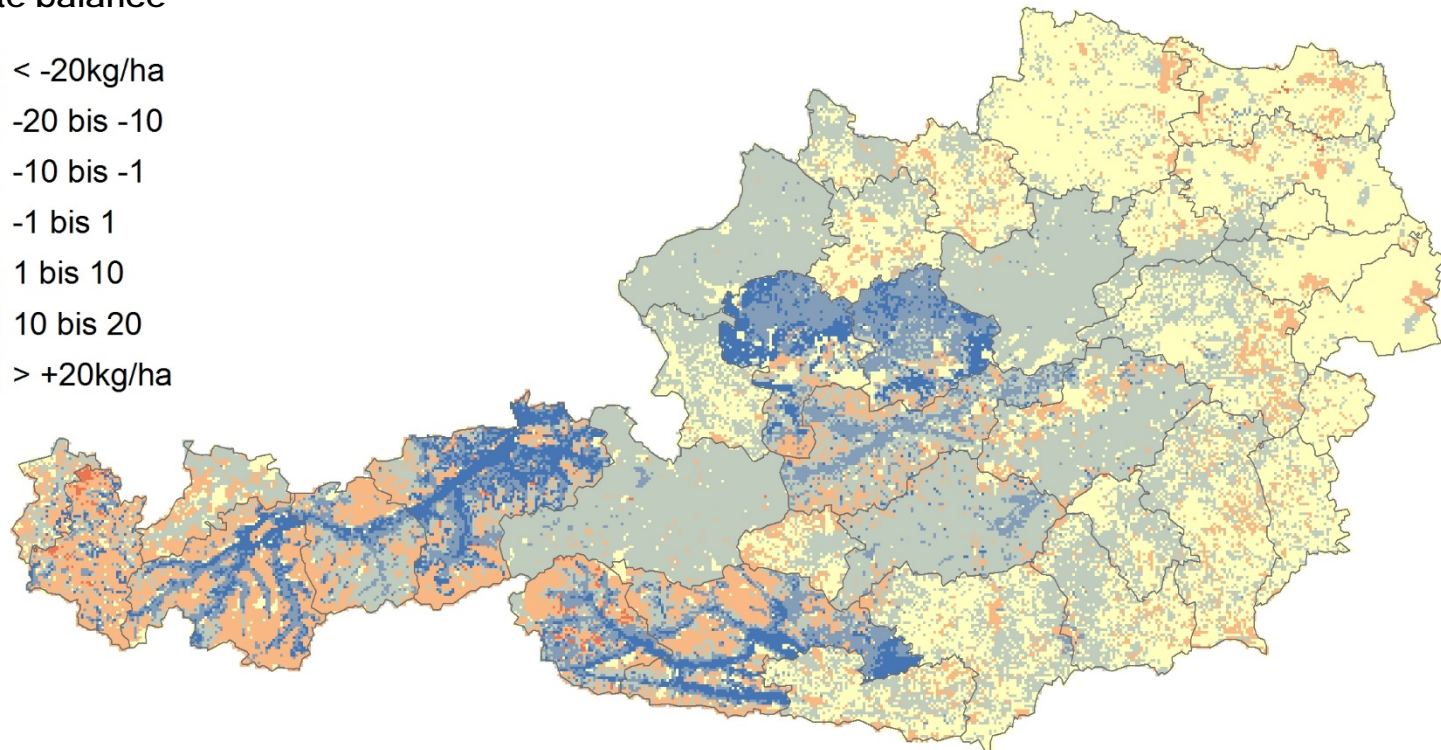 balance
< -20kg/ha
-20 bis -10
-10 bis -1
-1 bis 1
1 bis 10
10 bis 20
> +20kg/ha